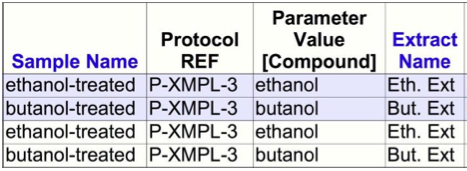 Sample Name Protocol REF Parameter Value [Compound] Extract Name
ethanol-treated P-XMPL-3 ethanol Eth. Ext
butanol-treated P-XMPL-3 butanol But. Ext
ethanol-treated P-XMPL-3 ethanol Eth. Ext
butanol-treated P-XMPL-3 butanol But. Ext